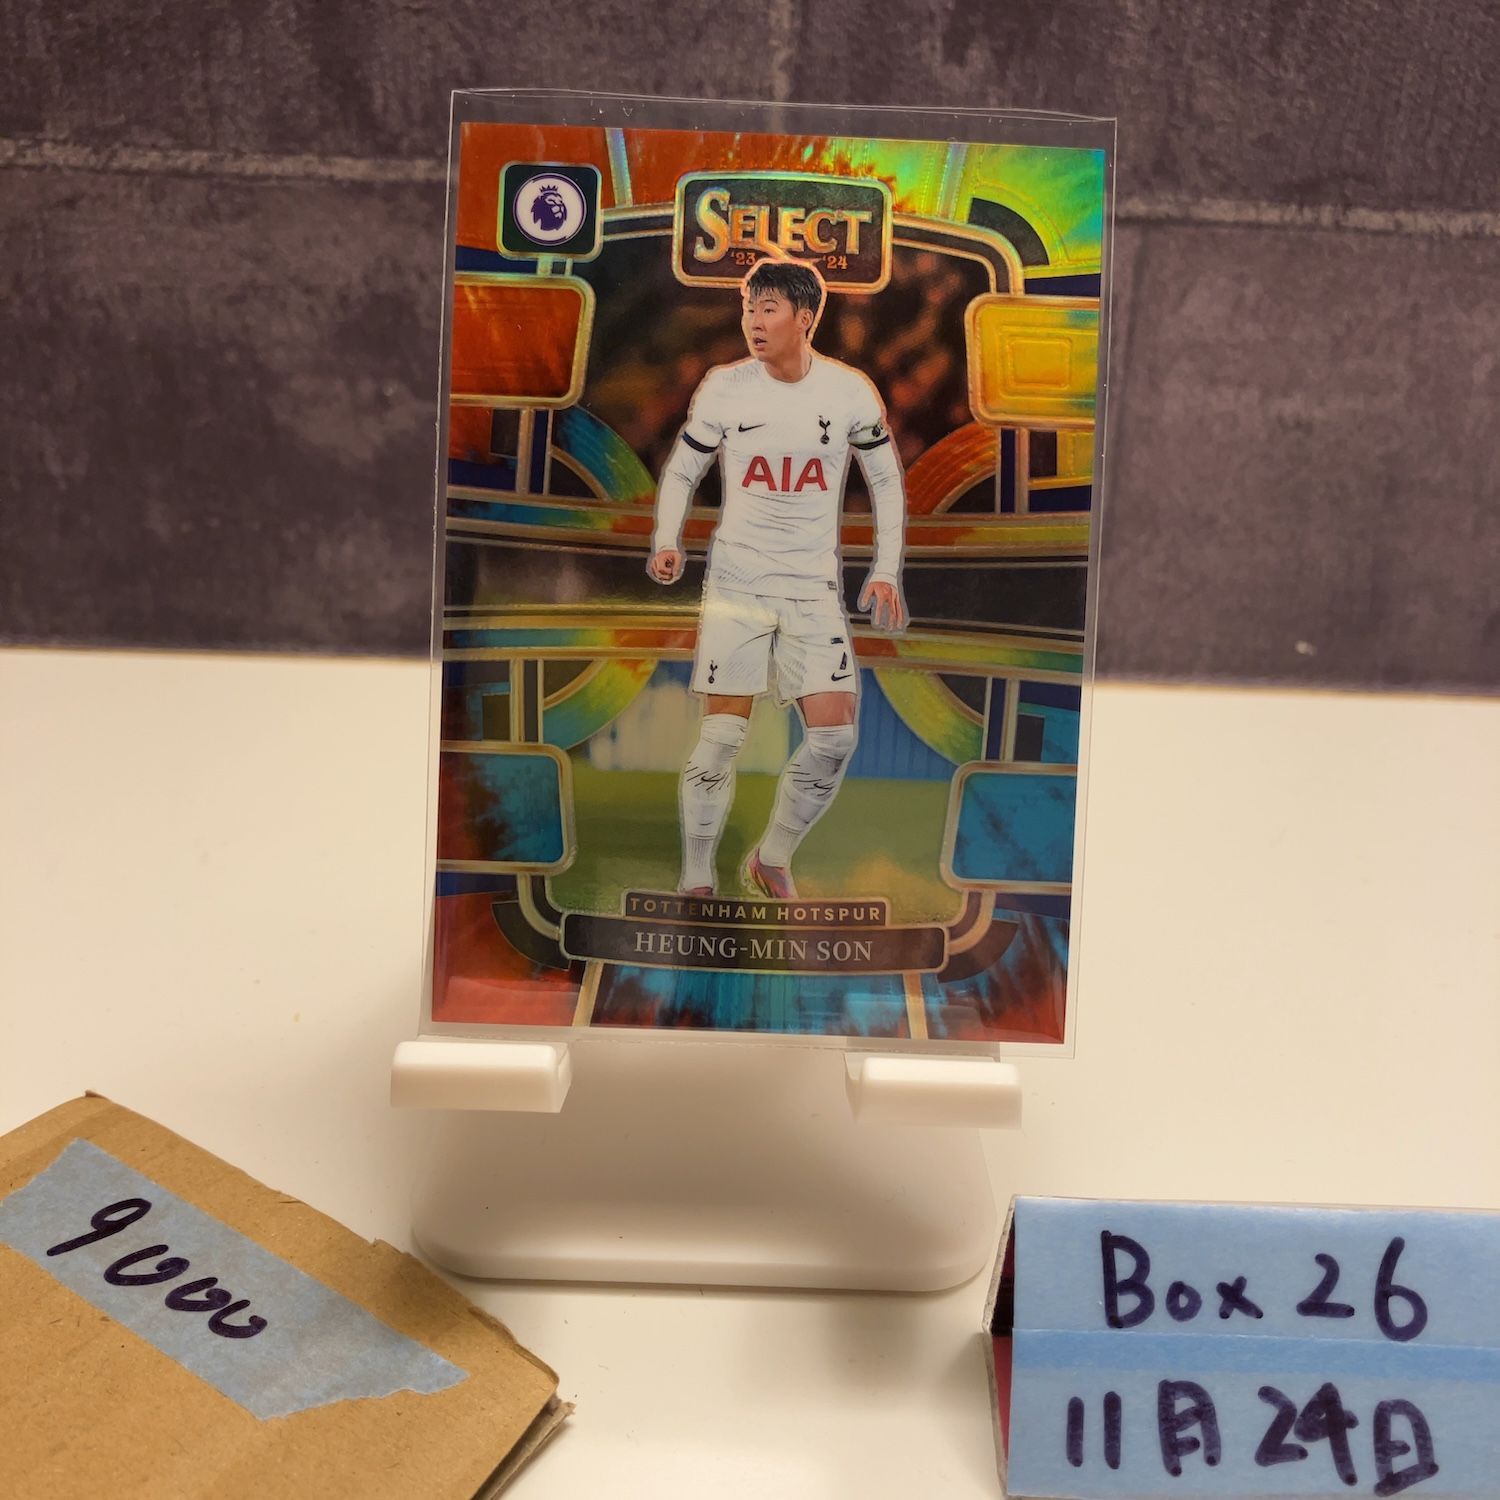 SELECT
'23 '24
AIA
TOTTENHAM HOTSPUR
HEUNG-MIN SON
9000
Box 26
11月24日